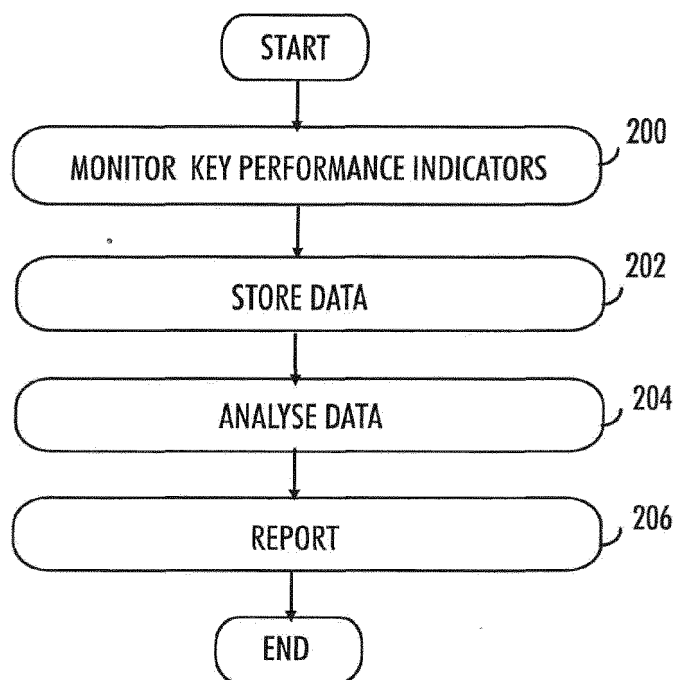 START
200
MONITOR KEY PERFORMANCE INDICATORS
202
STORE DATA
204
ANALYSE DATA
206
REPORT
END